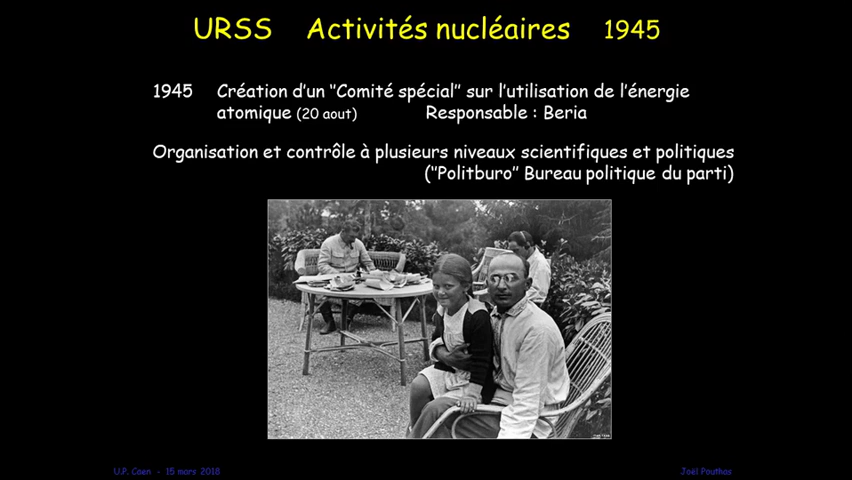 URSS Activités nucléaires 1945
1945 Création d'un "Comité spécial" sur l'utilisation de l'énergie
atomique (20 aout) Responsable : Beria
Organisation et contrôle à plusieurs niveaux scientifiques et politiques
("Politburo" Bureau politique du parti)
U.P. Caen - 15 mars 2018 Joël Pouthas